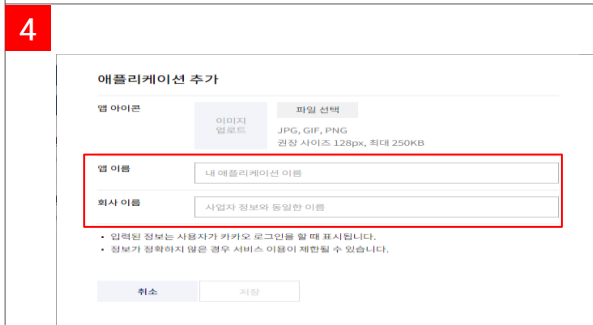 4
애플리케이션 추가
앱 아이콘
이미지
업로드
파일 선택
JPG, GIF, PNG
권장 사이즈 128px, 최대 250KB
앱 이름
내 애플리케이션 이름
회사 이름
사업자 정보와 동일한 이름
• 입력된 정보는 사용자가 카카오 로그인을 할 때 표시됩니다.
• 정보가 정확하지 않은 경우 서비스 이용이 제한될 수 있습니다.
취소
저장